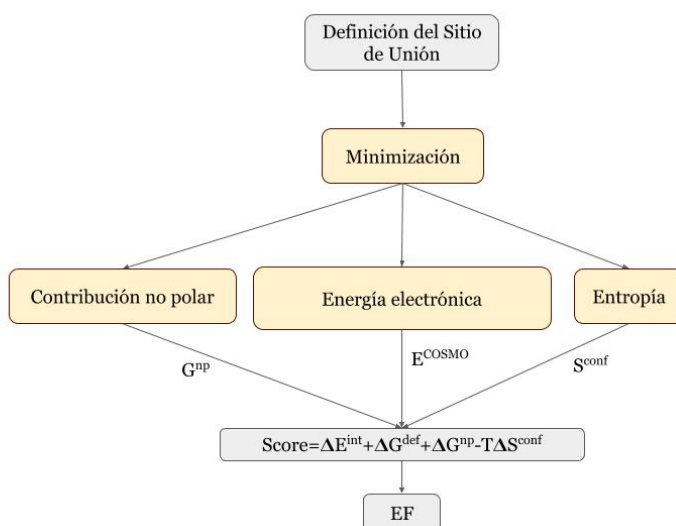 Definición del Sitio
de Unión
Minimización
Contribución no polar
Energía electrónica
Entropía
G^np
E^COSMO
S^conf
Score=ΔE^int+ΔG^def+ΔG^np-TΔS^conf
EF